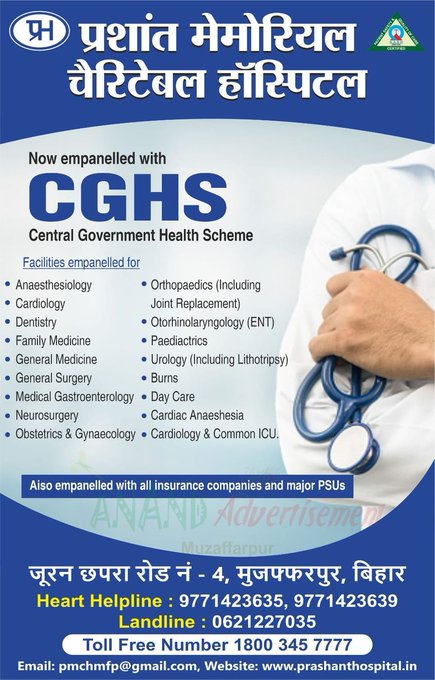 PH
प्रशांत मेमोरियल
चैरिटेबल हॉस्पिटल
CERTIFIED
Now empanelled with
CGHS
Central Government Health Scheme
Facilities empanelled for
• Anaesthesiology
• Cardiology
• Dentistry
• Family Medicine
• General Medicine
• General Surgery
• Medical Gastroenterology
• Neurosurgery
• Obstetrics & Gynaecology
• Orthopaedics (Including
Joint Replacement)
• Otorhinolaryngology (ENT)
• Paediactrics
• Urology (Including Lithotripsy)
• Burns
• Day Care
• Cardiac Anaeshesia
• Cardiology & Common ICU.
Also empanelled with all insurance companies and major PSUs
ANAND Advertisement
Muzaffarpur
जूरन छपरा रोड नं - 4, मुजफ्फरपुर, बिहार
Heart Helpline : 9771423635, 9771423639
Landline : 0621227035
Toll Free Number 1800 345 7777
Email: pmchmfp@gmail.com, Website: www.prashanthospital.in